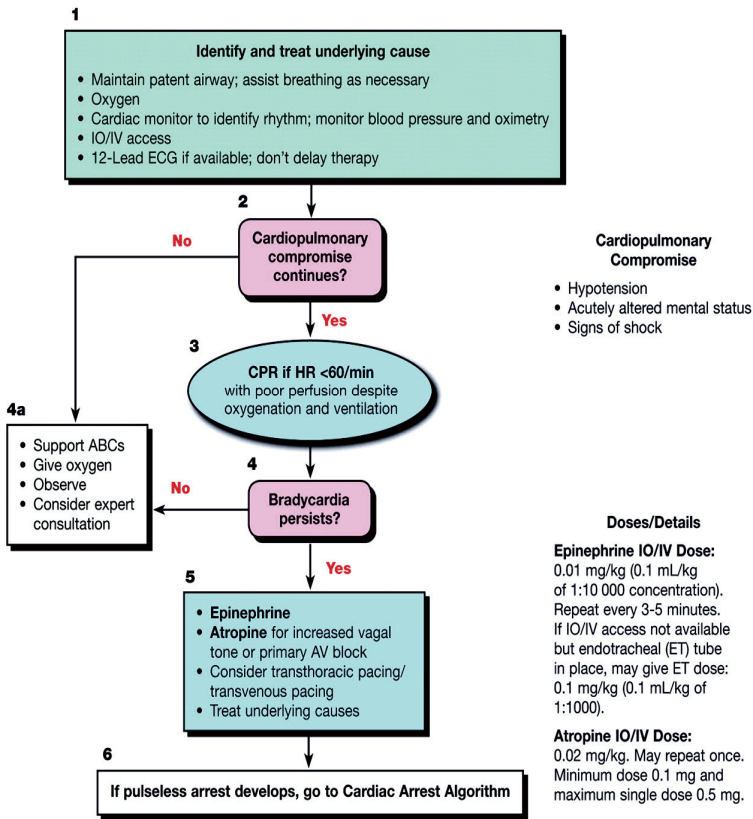 1
Identify and treat underlying cause
• Maintain patent airway; assist breathing as necessary
• Oxygen
• Cardiac monitor to identify rhythm; monitor blood pressure and oximetry
• IO/IV access
• 12-Lead ECG if available; don't delay therapy
2
Cardiopulmonary
compromise
continues?
No
Yes
Cardiopulmonary
Compromise
• Hypotension
• Acutely altered mental status
• Signs of shock
3
CPR if HR <60/min
with poor perfusion despite
oxygenation and ventilation
4a
• Support ABCs
• Give oxygen
• Observe
• Consider expert
consultation
4
Bradycardia
persists?
No
Yes
5
• Epinephrine
• Atropine for increased vagal
tone or primary AV block
• Consider transthoracic pacing/
transvenous pacing
• Treat underlying causes
6
If pulseless arrest develops, go to Cardiac Arrest Algorithm
Doses/Details
Epinephrine IO/IV Dose:
0.01 mg/kg (0.1 mL/kg
of 1:10 000 concentration).
Repeat every 3-5 minutes.
If IO/IV access not available
but endotracheal (ET) tube
in place, may give ET dose:
0.1 mg/kg (0.1 mL/kg of
1:1000).
Atropine IO/IV Dose:
0.02 mg/kg. May repeat once.
Minimum dose 0.1 mg and
maximum single dose 0.5 mg.